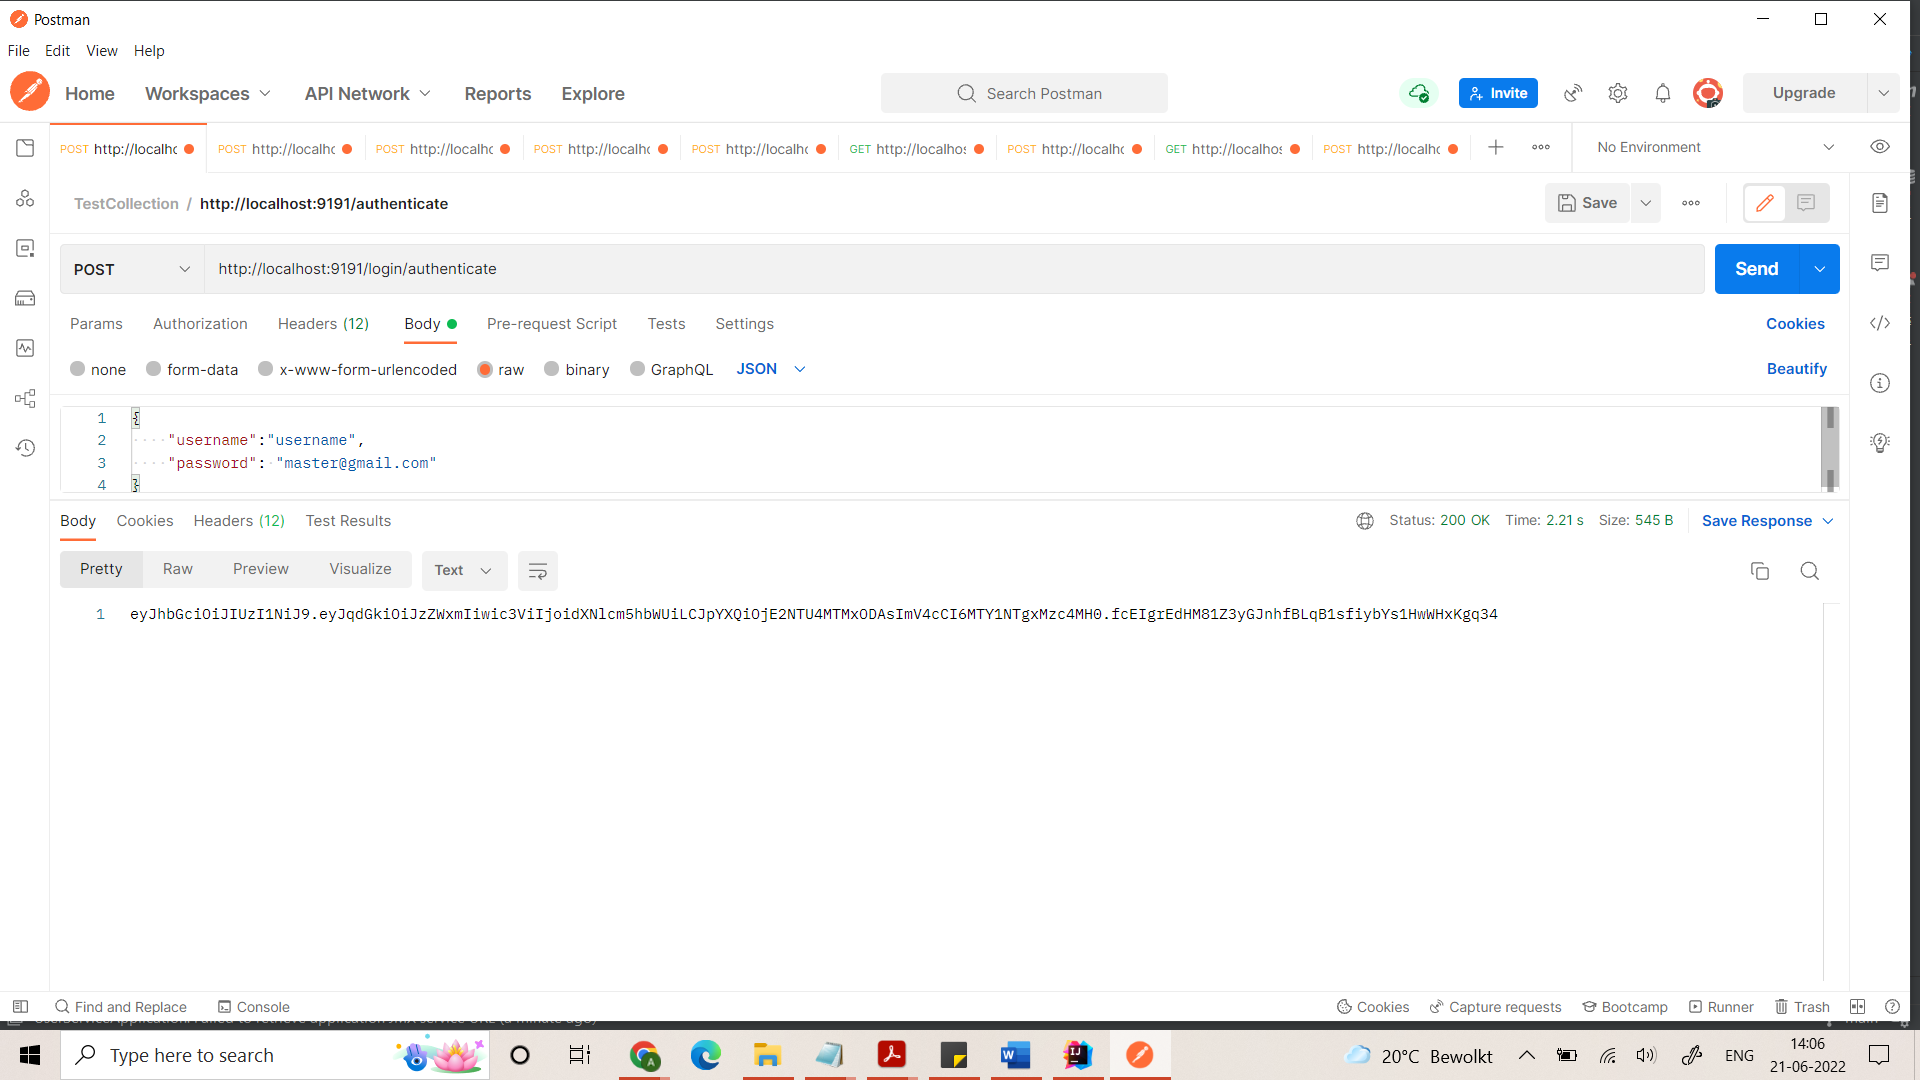 Postman
File Edit View Help
Home Workspaces API Network Reports Explore Search Postman Invite Upgrade
POST http://localhc POST http://localhc POST http://localhc POST http://localhc POST http://localhc GET http://localhos POST http://localhc GET http://localhos POST http://localhc No Environment
TestCollection / http://localhost:9191/authenticate Save
POST http://localhost:9191/login/authenticate Send
Params Authorization Headers (12) Body Pre-request Script Tests Settings Cookies
none form-data x-www-form-urlencoded raw binary GraphQL JSON Beautify
1 {
2 "username":"username",
3 "password": "master@gmail.com"
4 }
Body Cookies Headers (12) Test Results Status: 200 OK Time: 2.21 s Size: 545 B Save Response
Pretty Raw Preview Visualize Text
1 eyJhbGciOiJIUzI1NiJ9.eyJqdGkiOiJzZWxmIiwic3ViIjoidXNlcm5hbWUiLCJpYXQiOjE2NTU4MTMxODAsImV4cCI6MTY1NTgxMzc4MH0.fcEIgrEdHM81Z3yGJnhfBLqB1sfiybYs1HwWHxKgq34
Find and Replace Console Cookies Capture requests Bootcamp Runner Trash
Type here to search 20°C Bewolkt ENG 14:06
21-06-2022